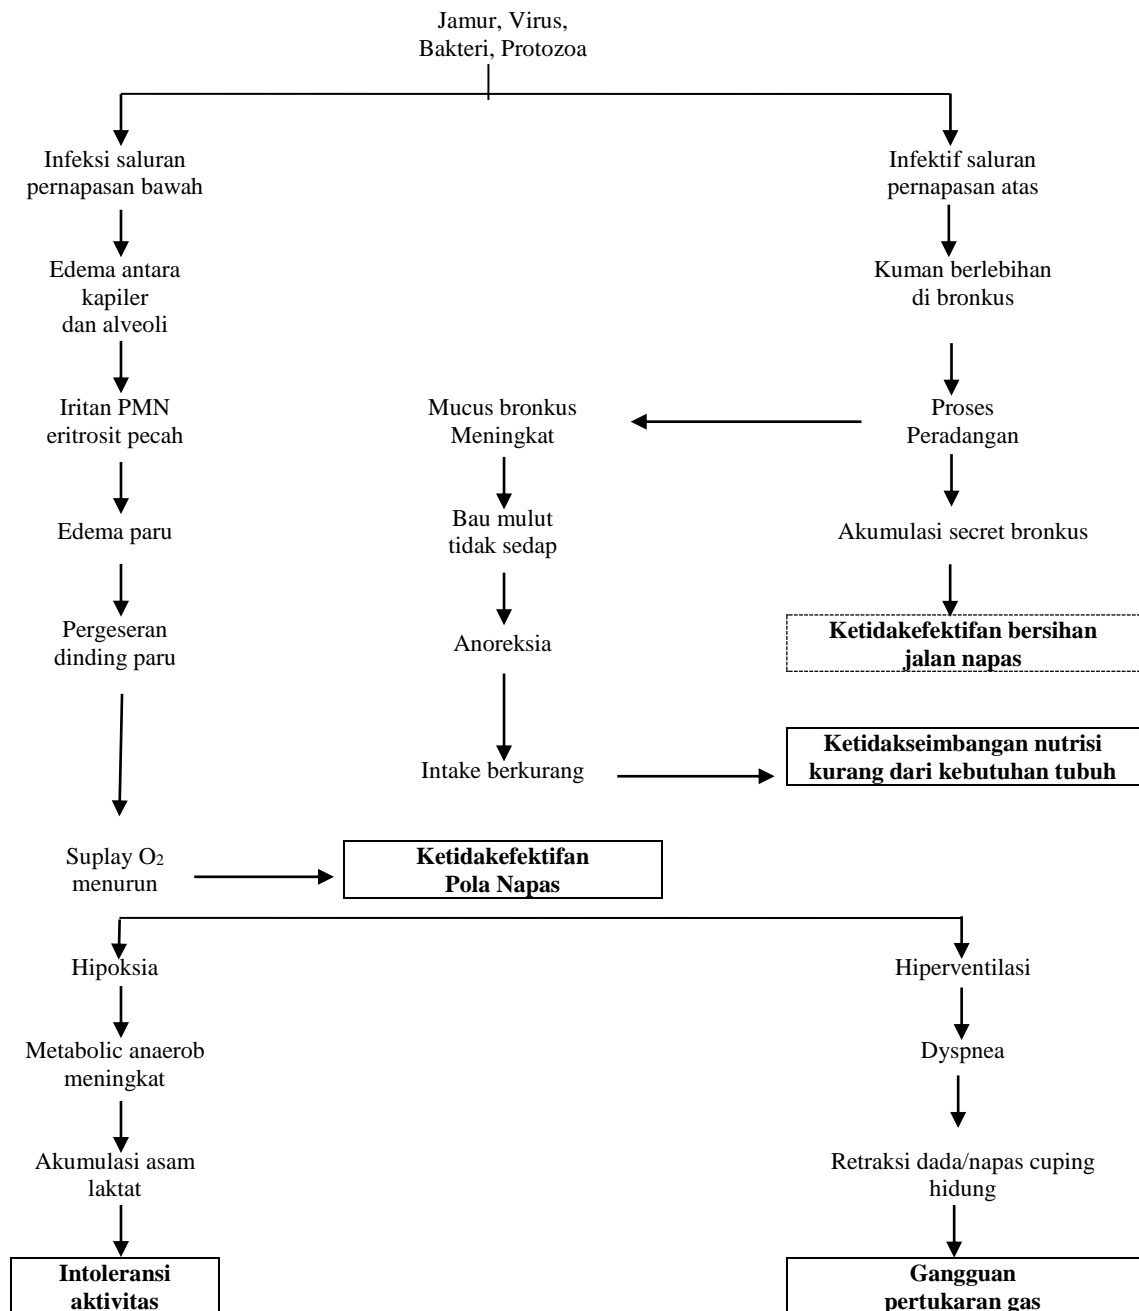 Jamur, Virus,
Bakteri, Protozoa
Infeksi saluran
pernapasan bawah
Infektif saluran
pernapasan atas
Edema antara
kapiler
dan alveoli
Kuman berlebihan
di bronkus
Iritan PMN
eritrosit pecah
Mucus bronkus
Meningkat
Proses
Peradangan
Edema paru
Bau mulut
tidak sedap
Akumulasi secret bronkus
Pergeseran
dinding paru
Anoreksia
Ketidakefektifan bersihan
jalan napas
Intake berkurang
Ketidakseimbangan nutrisi
kurang dari kebutuhan tubuh
Suplay O2
menurun
Ketidakefektifan
Pola Napas
Hipoksia
Hiperventilasi
Metabolic anaerob
meningkat
Dyspnea
Akumulasi asam
laktat
Retraksi dada/napas cuping
hidung
Intoleransi
aktivitas
Gangguan
pertukaran gas